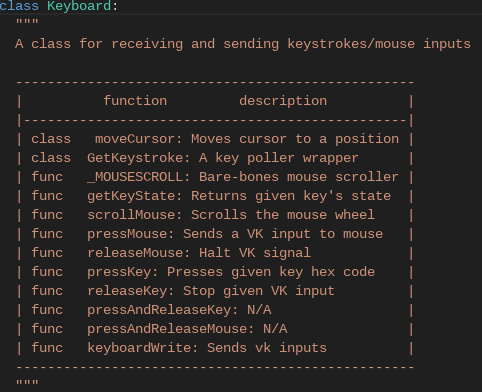 class Keyboard:
  """
  A class for receiving and sending keystrokes/mouse inputs

  --------------------------------------------------
  |          function         description          |
  |------------------------------------------------|
  | class   moveCursor: Moves cursor to a position |
  | class  GetKeystroke: A key poller wrapper      |
  | func   _MOUSESCROLL: Bare-bones mouse scroller |
  | func   getKeyState: Returns given key's state  |
  | func   scrollMouse: Scrolls the mouse wheel    |
  | func   pressMouse: Sends a VK input to mouse   |
  | func   releaseMouse: Halt VK signal            |
  | func   pressKey: Presses given key hex code    |
  | func   releaseKey: Stop given VK input         |
  | func   pressAndReleaseKey: N/A                 |
  | func   pressAndReleaseMouse: N/A               |
  | func   keyboardWrite: Sends vk inputs          |
  --------------------------------------------------
  """